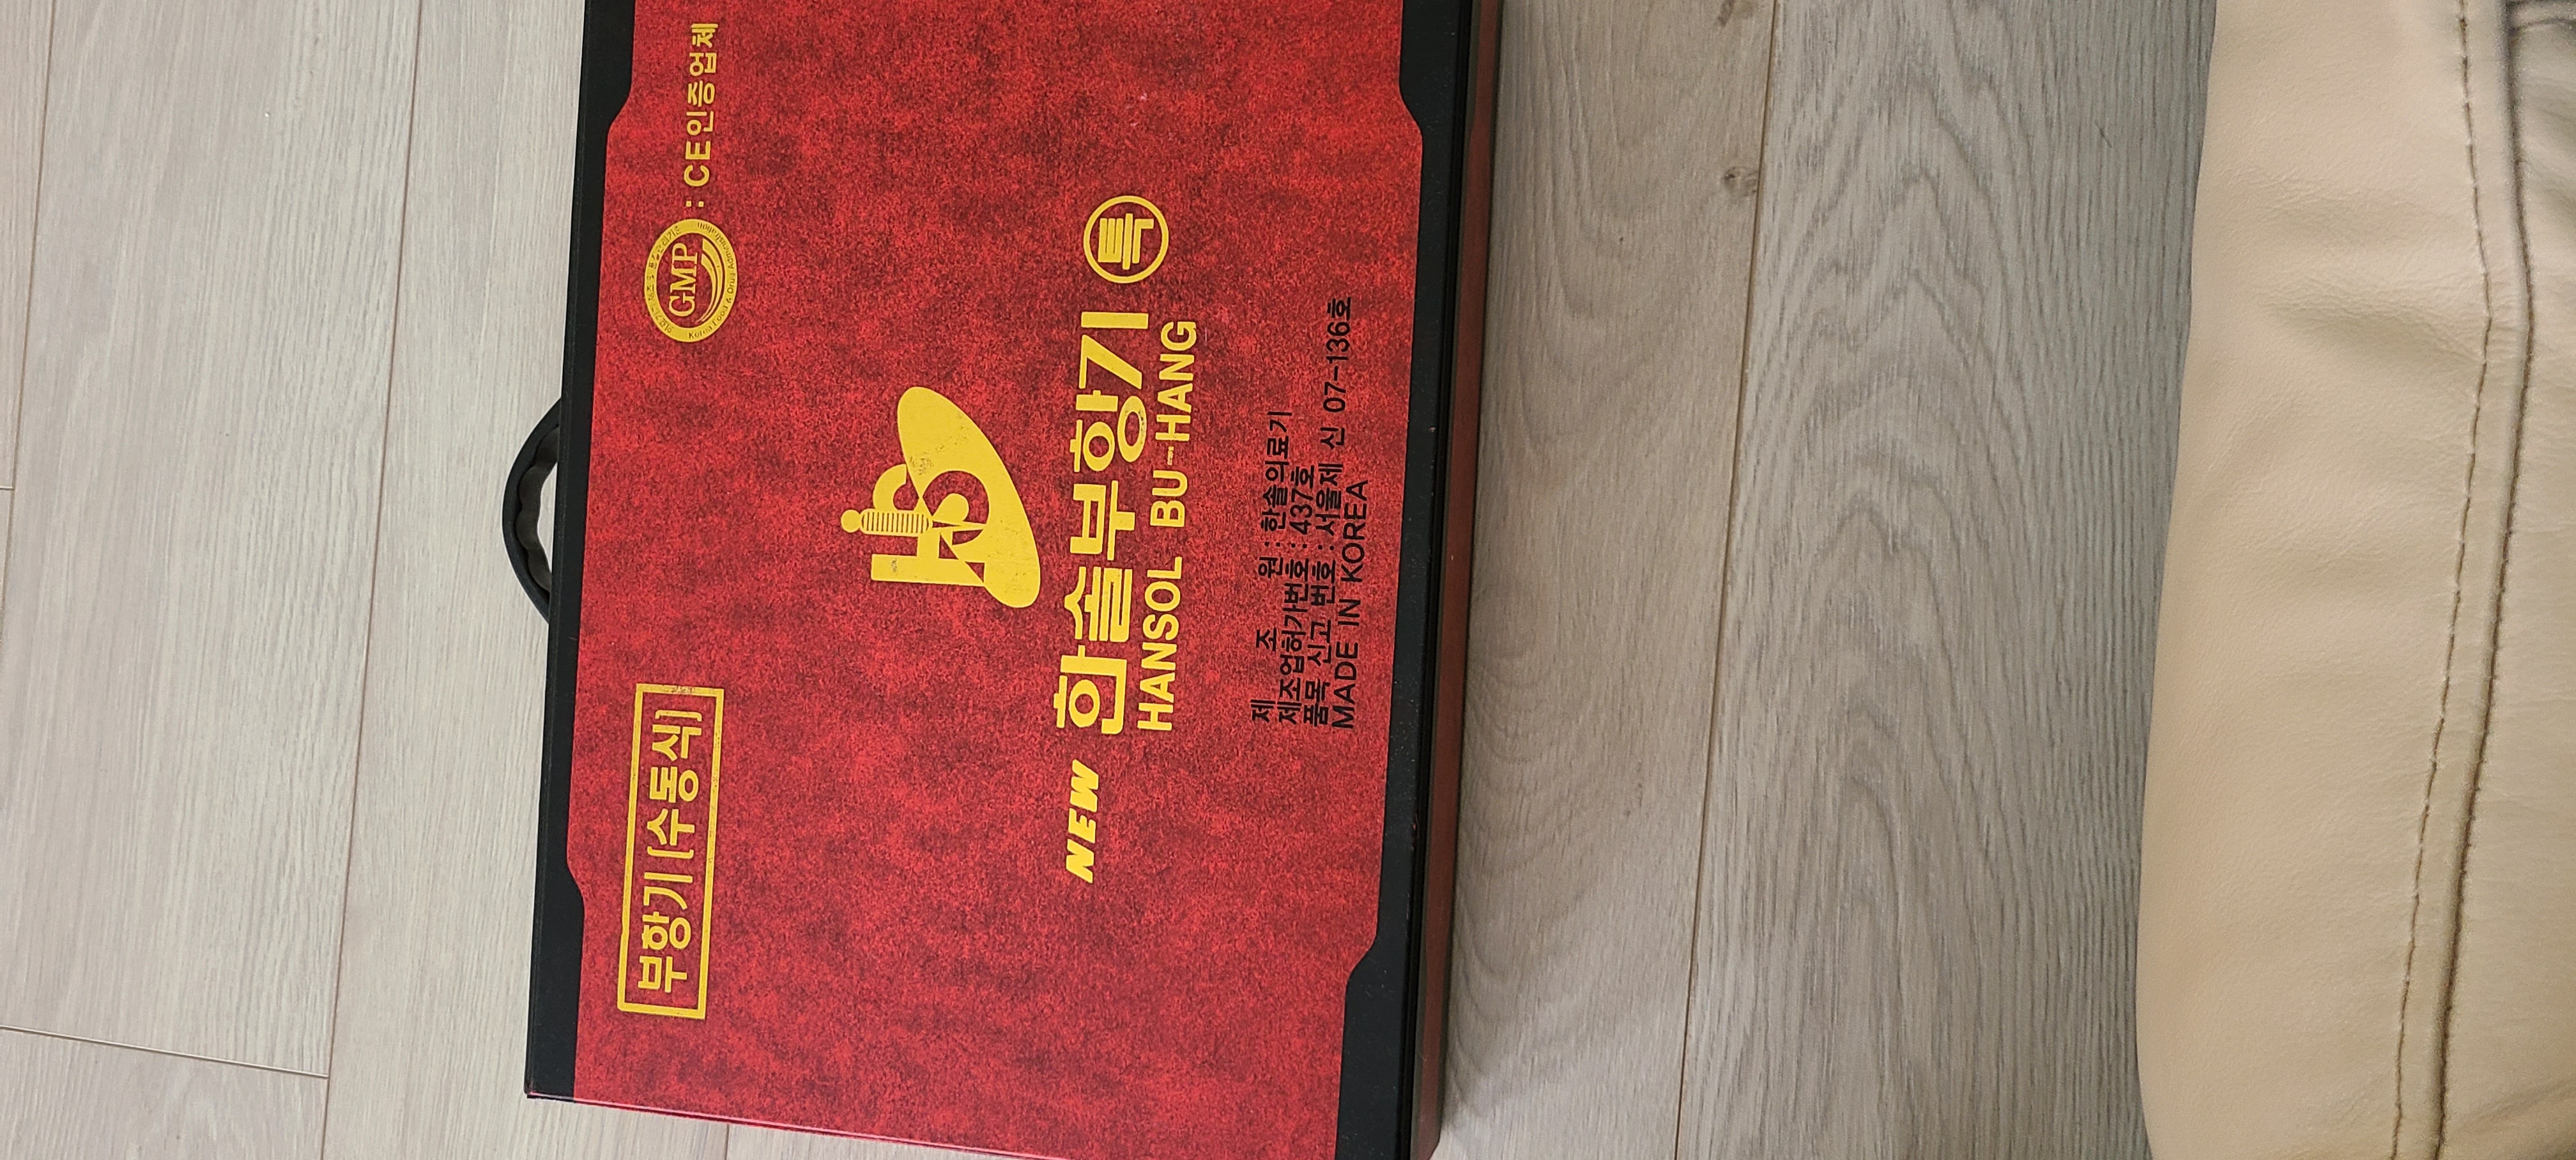 부항기(수동식)
GMP : CE인증업체
HS
NEW 한솔부항기 특
HANSOL BU-HANG
제 조 원 : 한솔의료기
제조업허가번호 : 437호
품목 신고 번호 : 서울제 신 07-136호
MADE IN KOREA